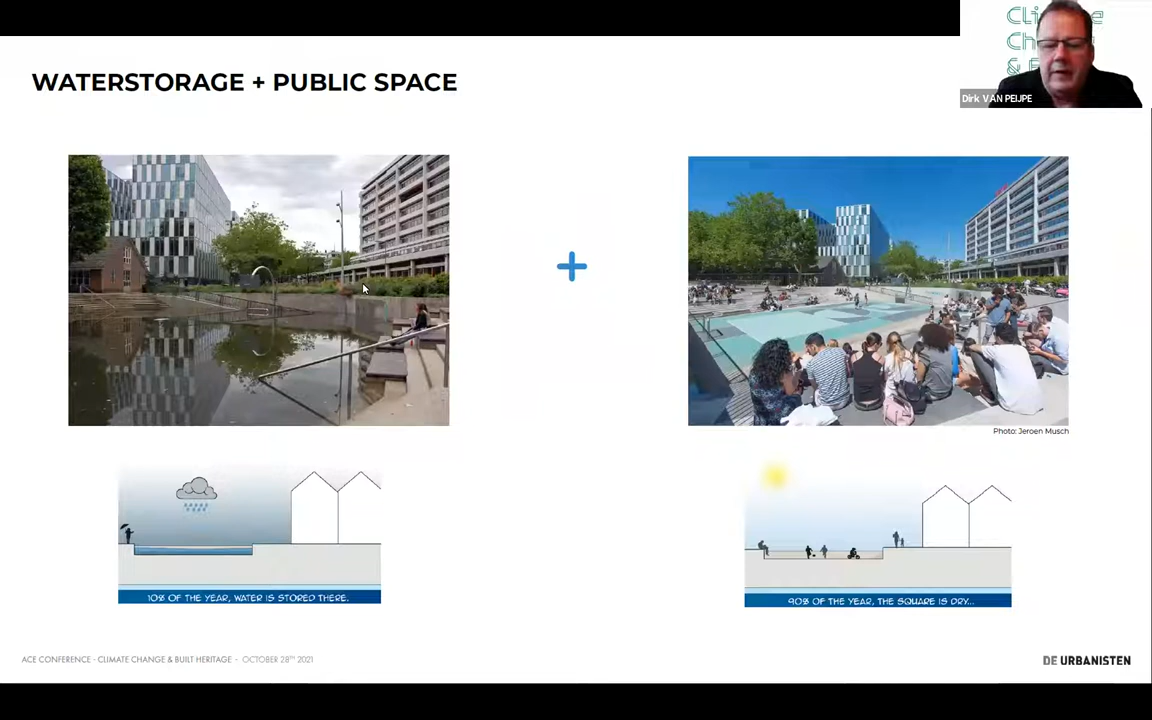 WATERSTORAGE + PUBLIC SPACE
Dirk VAN PEIJPE
Photo: Jeroen Musch
10% OF THE YEAR, WATER IS STORED THERE.
90% OF THE YEAR, THE SQUARE IS DRY...
ACE CONFERENCE - CLIMATE CHANGE & BUILT HERITAGE - OCTOBER 28TH 2021
DE URBANISTEN